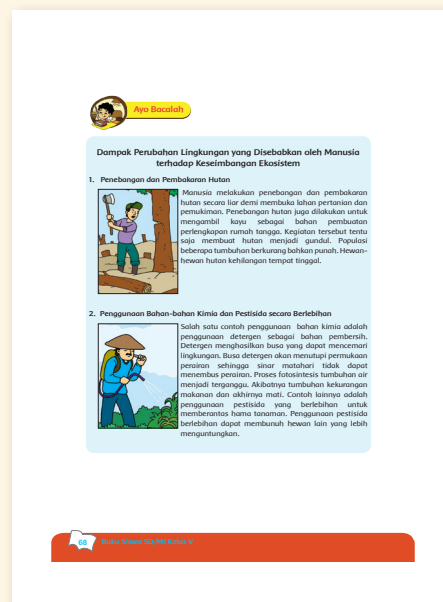 Ayo Bacalah
Dampak Perubahan Lingkungan yang Disebabkan oleh Manusia
terhadap Keseimbangan Ekosistem
1. Penebangan dan Pembakaran Hutan
Manusia melakukan penebangan dan pembakaran
hutan secara liar demi membuka lahan pertanian dan
pemukiman. Penebangan hutan juga dilakukan untuk
mengambil kayu sebagai bahan pembuatan
perlengkapan rumah tangga. Kegiatan tersebut tentu
saja membuat hutan menjadi gundul. Populasi
beberapa tumbuhan berkurang bahkan punah. Hewan-
hewan hutan kehilangan tempat tinggal.
2. Penggunaan Bahan-bahan Kimia dan Pestisida secara Berlebihan
Salah satu contoh penggunaan bahan kimia adalah
penggunaan detergen sebagai bahan pembersih.
Detergen menghasilkan busa yang dapat mencemari
lingkungan. Busa detergen akan menutupi permukaan
perairan sehingga sinar matahari tidak dapat
menembus perairan. Proses fotosintesis tumbuhan air
menjadi terganggu. Akibatnya tumbuhan kekurangan
makanan dan akhirnya mati. Contoh lainnya adalah
penggunaan pestisida yang berlebihan untuk
memberantas hama tanaman. Penggunaan pestisida
berlebihan dapat membunuh hewan lain yang lebih
menguntungkan.
68 Buku Siswa SD/MI Kelas V